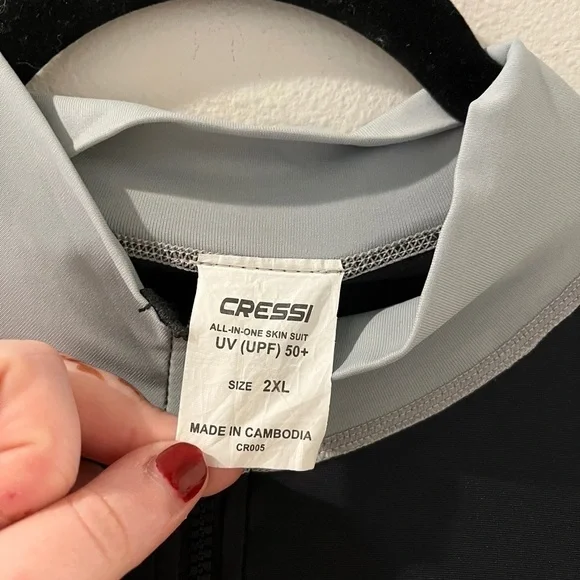 CRESSI
ALL-IN-ONE SKIN SUIT
UV (UPF) 50+
SIZE 2XL
MADE IN CAMBODIA
CR005